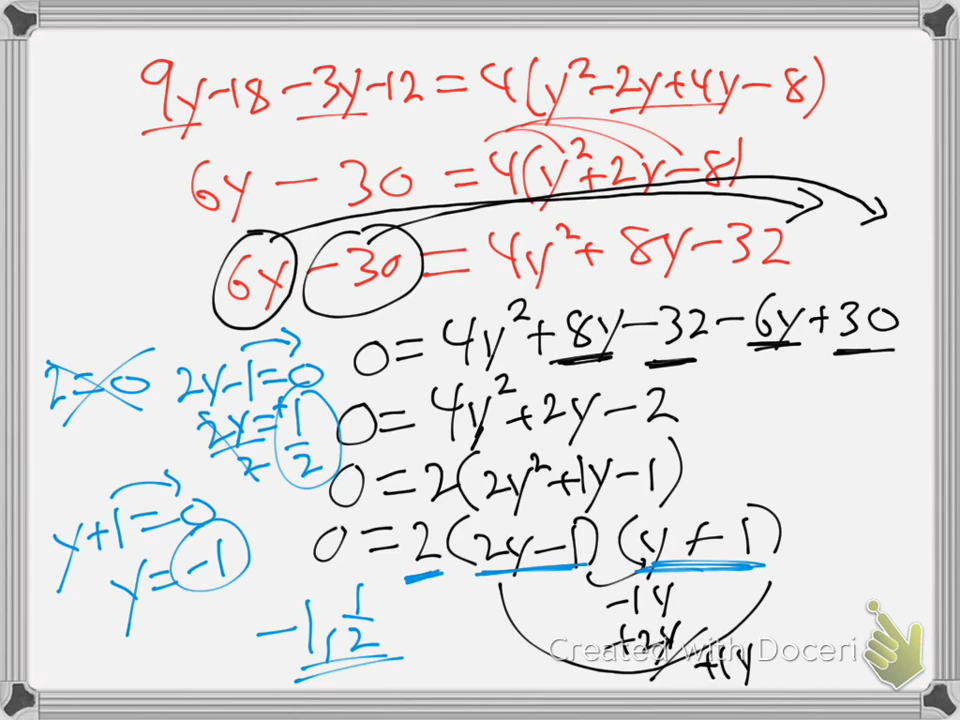 9y-18-3y-12=4(y²-2y+4y-8)
6y-30=4(y²+2y-8)
6y-30=4y²+8y-32
0=4y²+8y-32-6y+30
2=0
2y-1=0
0=4y²+2y-2
2y=+1
2 2
0=2(2y²+1y-1)
y+1=0
0=2(2y-1)(y+1)
y=-1
-1y
-1, 1/2
+2y
+1y
Created with Doceri